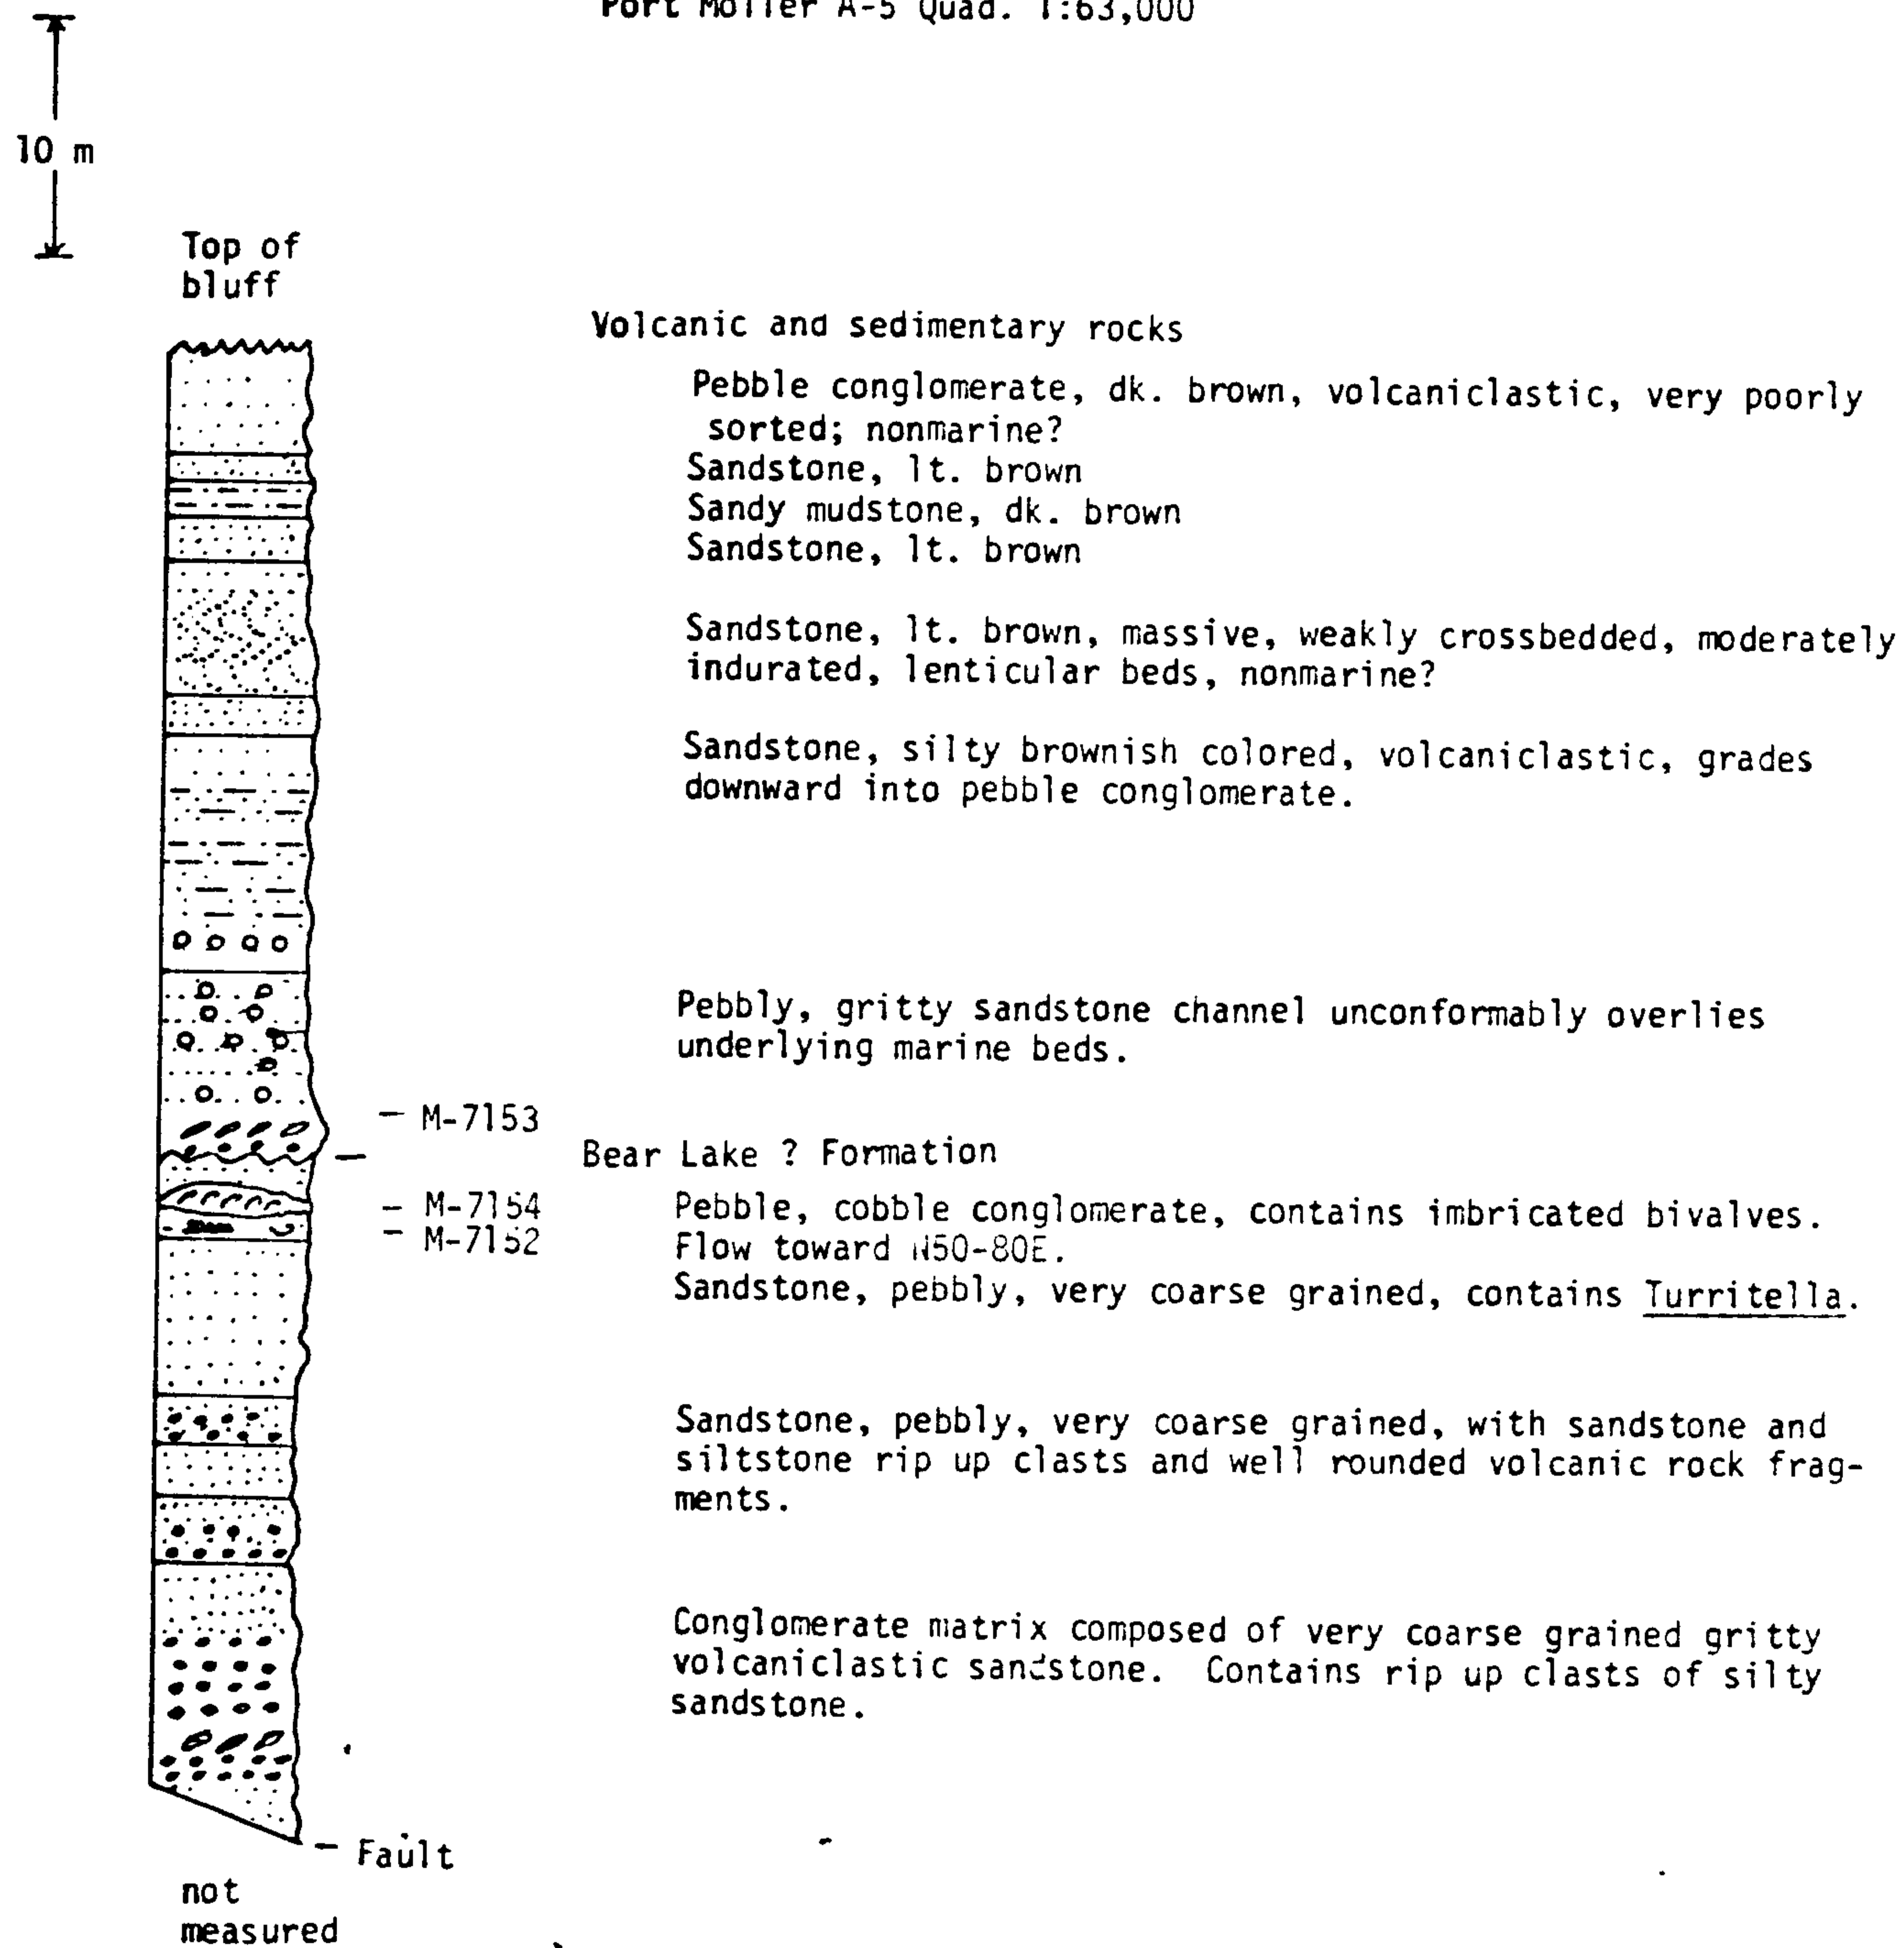 Port Moller A-5 Quad. 1:63,000
10 m
Top of
bluff
Volcanic and sedimentary rocks
Pebble conglomerate, dk. brown, volcaniclastic, very poorly
sorted; nonmarine?
Sandstone, lt. brown
Sandy mudstone, dk. brown
Sandstone, lt. brown
Sandstone, lt. brown, massive, weakly crossbedded, moderately
indurated, lenticular beds, nonmarine?
Sandstone, silty brownish colored, volcaniclastic, grades
downward into pebble conglomerate.
Pebbly, gritty sandstone channel unconformably overlies
underlying marine beds.
— M-7153
Bear Lake ? Formation
— M-7154
Pebble, cobble conglomerate, contains imbricated bivalves.
— M-7152
Flow toward N50-80E.
Sandstone, pebbly, very coarse grained, contains Turritella.
Sandstone, pebbly, very coarse grained, with sandstone and
siltstone rip up clasts and well rounded volcanic rock frag-
ments.
Conglomerate matrix composed of very coarse grained gritty
volcaniclastic sandstone. Contains rip up clasts of silty
sandstone.
— Fault
not
measured